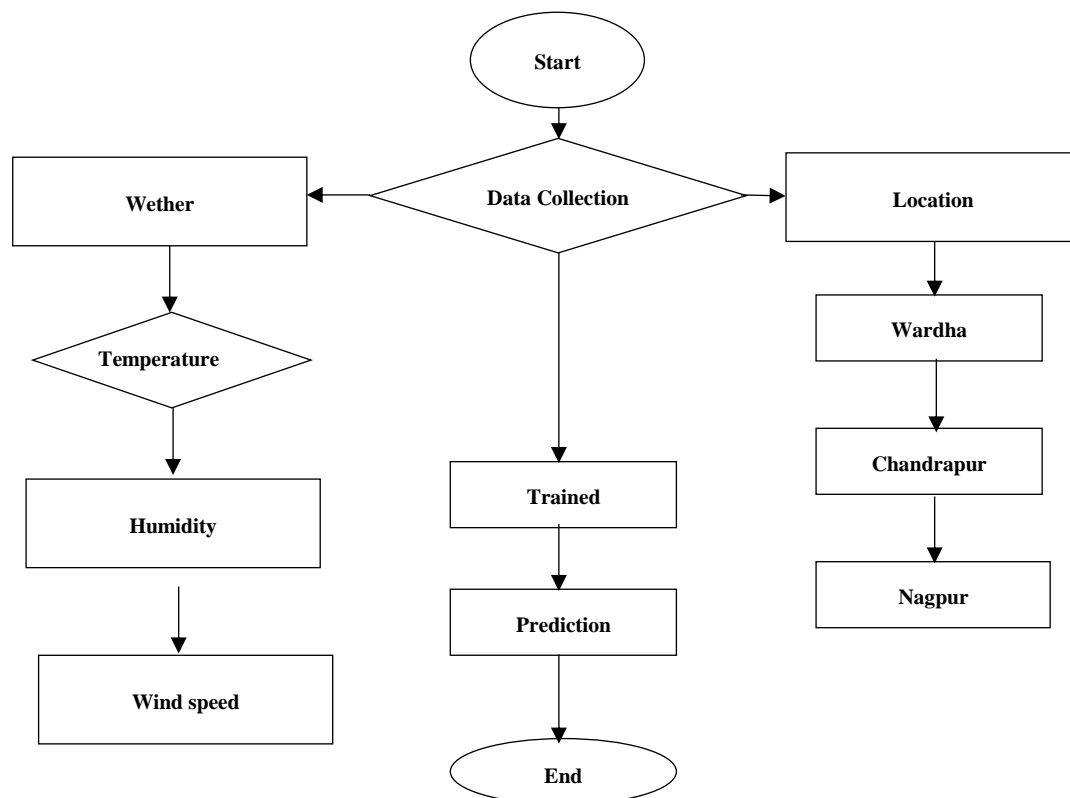 Start
Data Collection
Wether
Location
Temperature
Wardha
Humidity
Chandrapur
Trained
Nagpur
Prediction
Wind speed
End